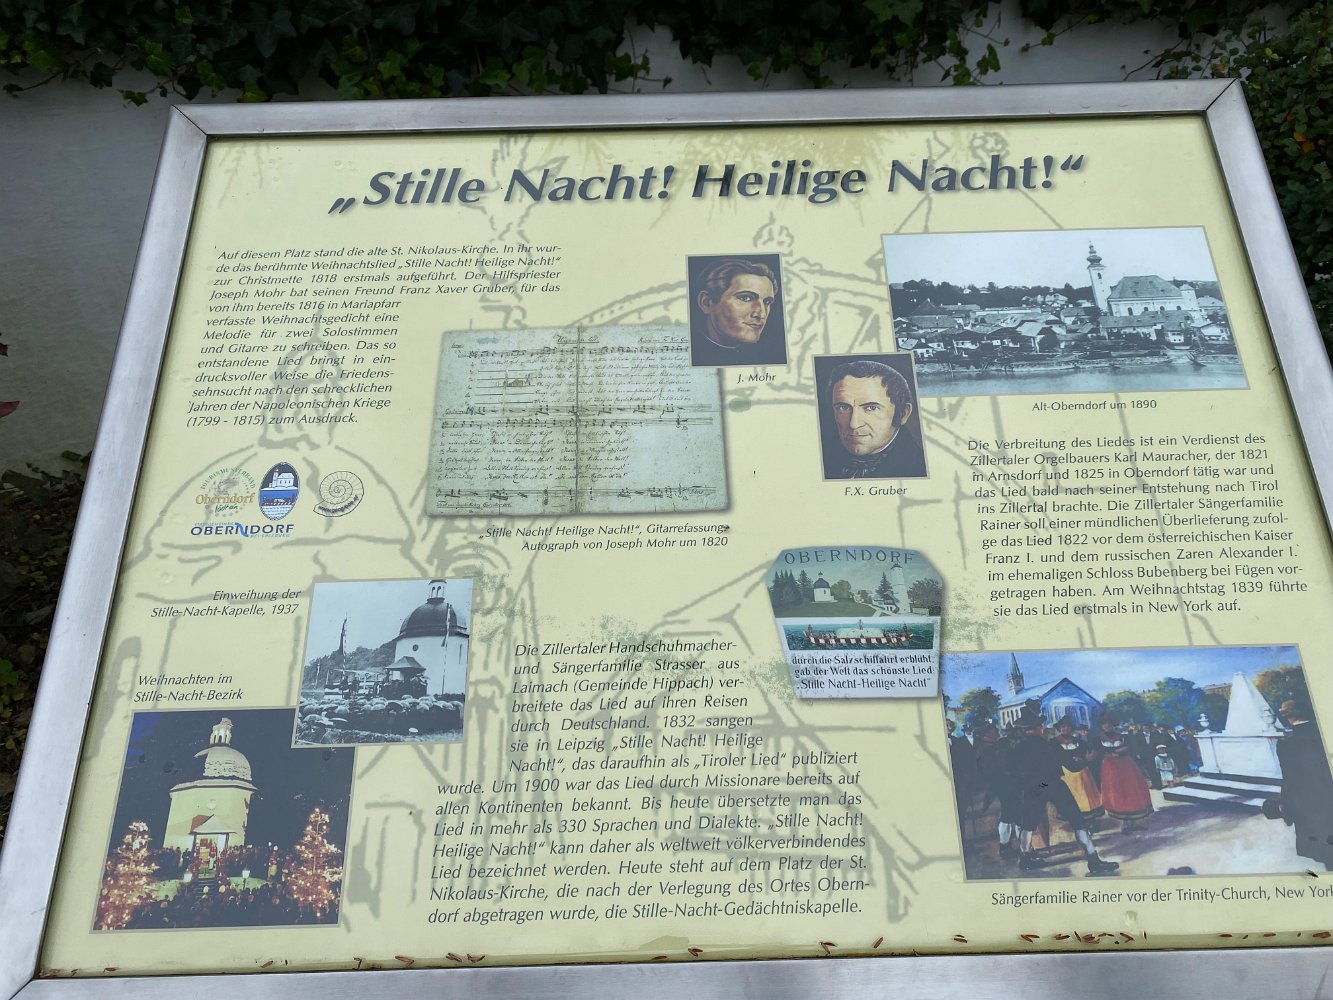 „Stille Nacht! Heilige Nacht!“
Auf diesem Platz stand die alte St. Nikolaus-Kirche. In ihr wur-
de das berühmte Weihnachtslied „Stille Nacht! Heilige Nacht!“
zur Christmette 1818 erstmals aufgeführt. Der Hilfspriester
Joseph Mohr bat seinen Freund Franz Xaver Gruber, für das
von ihm bereits 1816 in Mariapfarr
verfasste Weihnachtsgedicht eine
Melodie für zwei Solostimmen
und Gitarre zu schreiben. Das so
entstandene Lied bringt in ein-
drucksvoller Weise die Friedens-
sehnsucht nach den schrecklichen
Jahren der Napoleonischen Kriege
(1799 - 1815) zum Ausdruck.
J. Mohr
F.X. Gruber
Alt-Oberndorf um 1890
„Stille Nacht! Heilige Nacht!“, Gitarrefassung,
Autograph von Joseph Mohr um 1820
Oberndorf
OBERNDORF
BEI SALZBURG
Die Verbreitung des Liedes ist ein Verdienst des
Zillertaler Orgelbauers Karl Mauracher, der 1821
in Arnsdorf und 1825 in Oberndorf tätig war und
das Lied bald nach seiner Entstehung nach Tirol
ins Zillertal brachte. Die Zillertaler Sängerfamilie
Rainer soll einer mündlichen Überlieferung zufol-
ge das Lied 1822 vor dem österreichischen Kaiser
Franz I. und dem russischen Zaren Alexander I.
im ehemaligen Schloss Bubenberg bei Fügen vor-
getragen haben. Am Weihnachtstag 1839 führte
sie das Lied erstmals in New York auf.
Einweihung der
Stille-Nacht-Kapelle, 1937
Weihnachten im
Stille-Nacht-Bezirk
OBERNDORF
durch die Salzschiffahrt erblüht,
gab der Welt das schönste Lied:
„Stille Nacht-Heilige Nacht“
Die Zillertaler Handschuhmacher-
und Sängerfamilie Strasser aus
Laimach (Gemeinde Hippach) ver-
breitete das Lied auf ihren Reisen
durch Deutschland. 1832 sangen
sie in Leipzig „Stille Nacht! Heilige
Nacht!“, das daraufhin als „Tiroler Lied“ publiziert
wurde. Um 1900 war das Lied durch Missionare bereits auf
allen Kontinenten bekannt. Bis heute übersetzte man das
Lied in mehr als 330 Sprachen und Dialekte. „Stille Nacht!
Heilige Nacht!“ kann daher als weltweit völkerverbindendes
Lied bezeichnet werden. Heute steht auf dem Platz der St.
Nikolaus-Kirche, die nach der Verlegung des Ortes Obern-
dorf abgetragen wurde, die Stille-Nacht-Gedächtniskapelle.
Sängerfamilie Rainer vor der Trinity-Church, New York